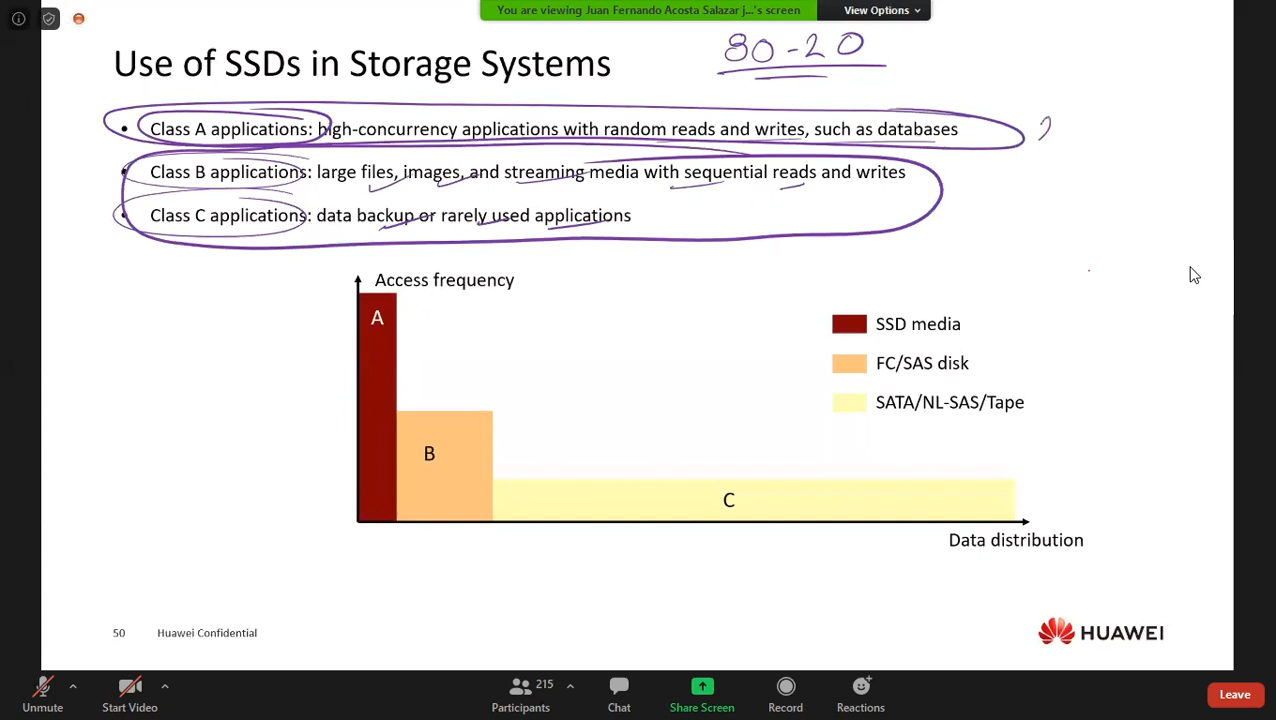 You are viewing Juan Fernando Acosta Salazar j...'s screen
View Options
Use of SSDs in Storage Systems
80-20
• Class A applications: high-concurrency applications with random reads and writes, such as databases
• Class B applications: large files, images, and streaming media with sequential reads and writes
• Class C applications: data backup or rarely used applications
Access frequency
A
SSD media
FC/SAS disk
SATA/NL-SAS/Tape
B
C
Data distribution
50 Huawei Confidential
HUAWEI
Unmute
Start Video
215
Participants
Chat
Share Screen
Record
Reactions
Leave